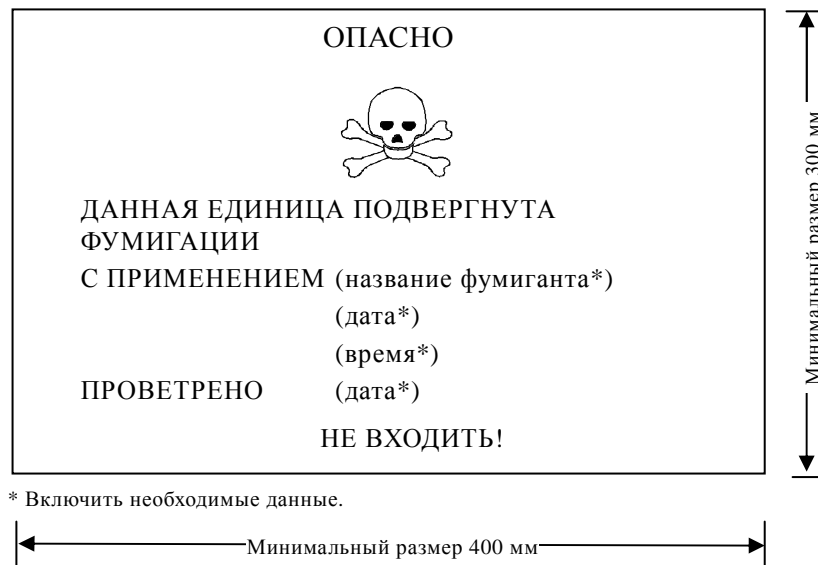 ОПАСНО
ДАННАЯ ЕДИНИЦА ПОДВЕРГНУТА
ФУМИГАЦИИ
С ПРИМЕНЕНИЕМ (название фумиганта*)
(дата*)
(время*)
ПРОВЕТРЕНО (дата*)
НЕ ВХОДИТЬ!
Минимальный размер 300 мм
* Включить необходимые данные.
Минимальный размер 400 мм